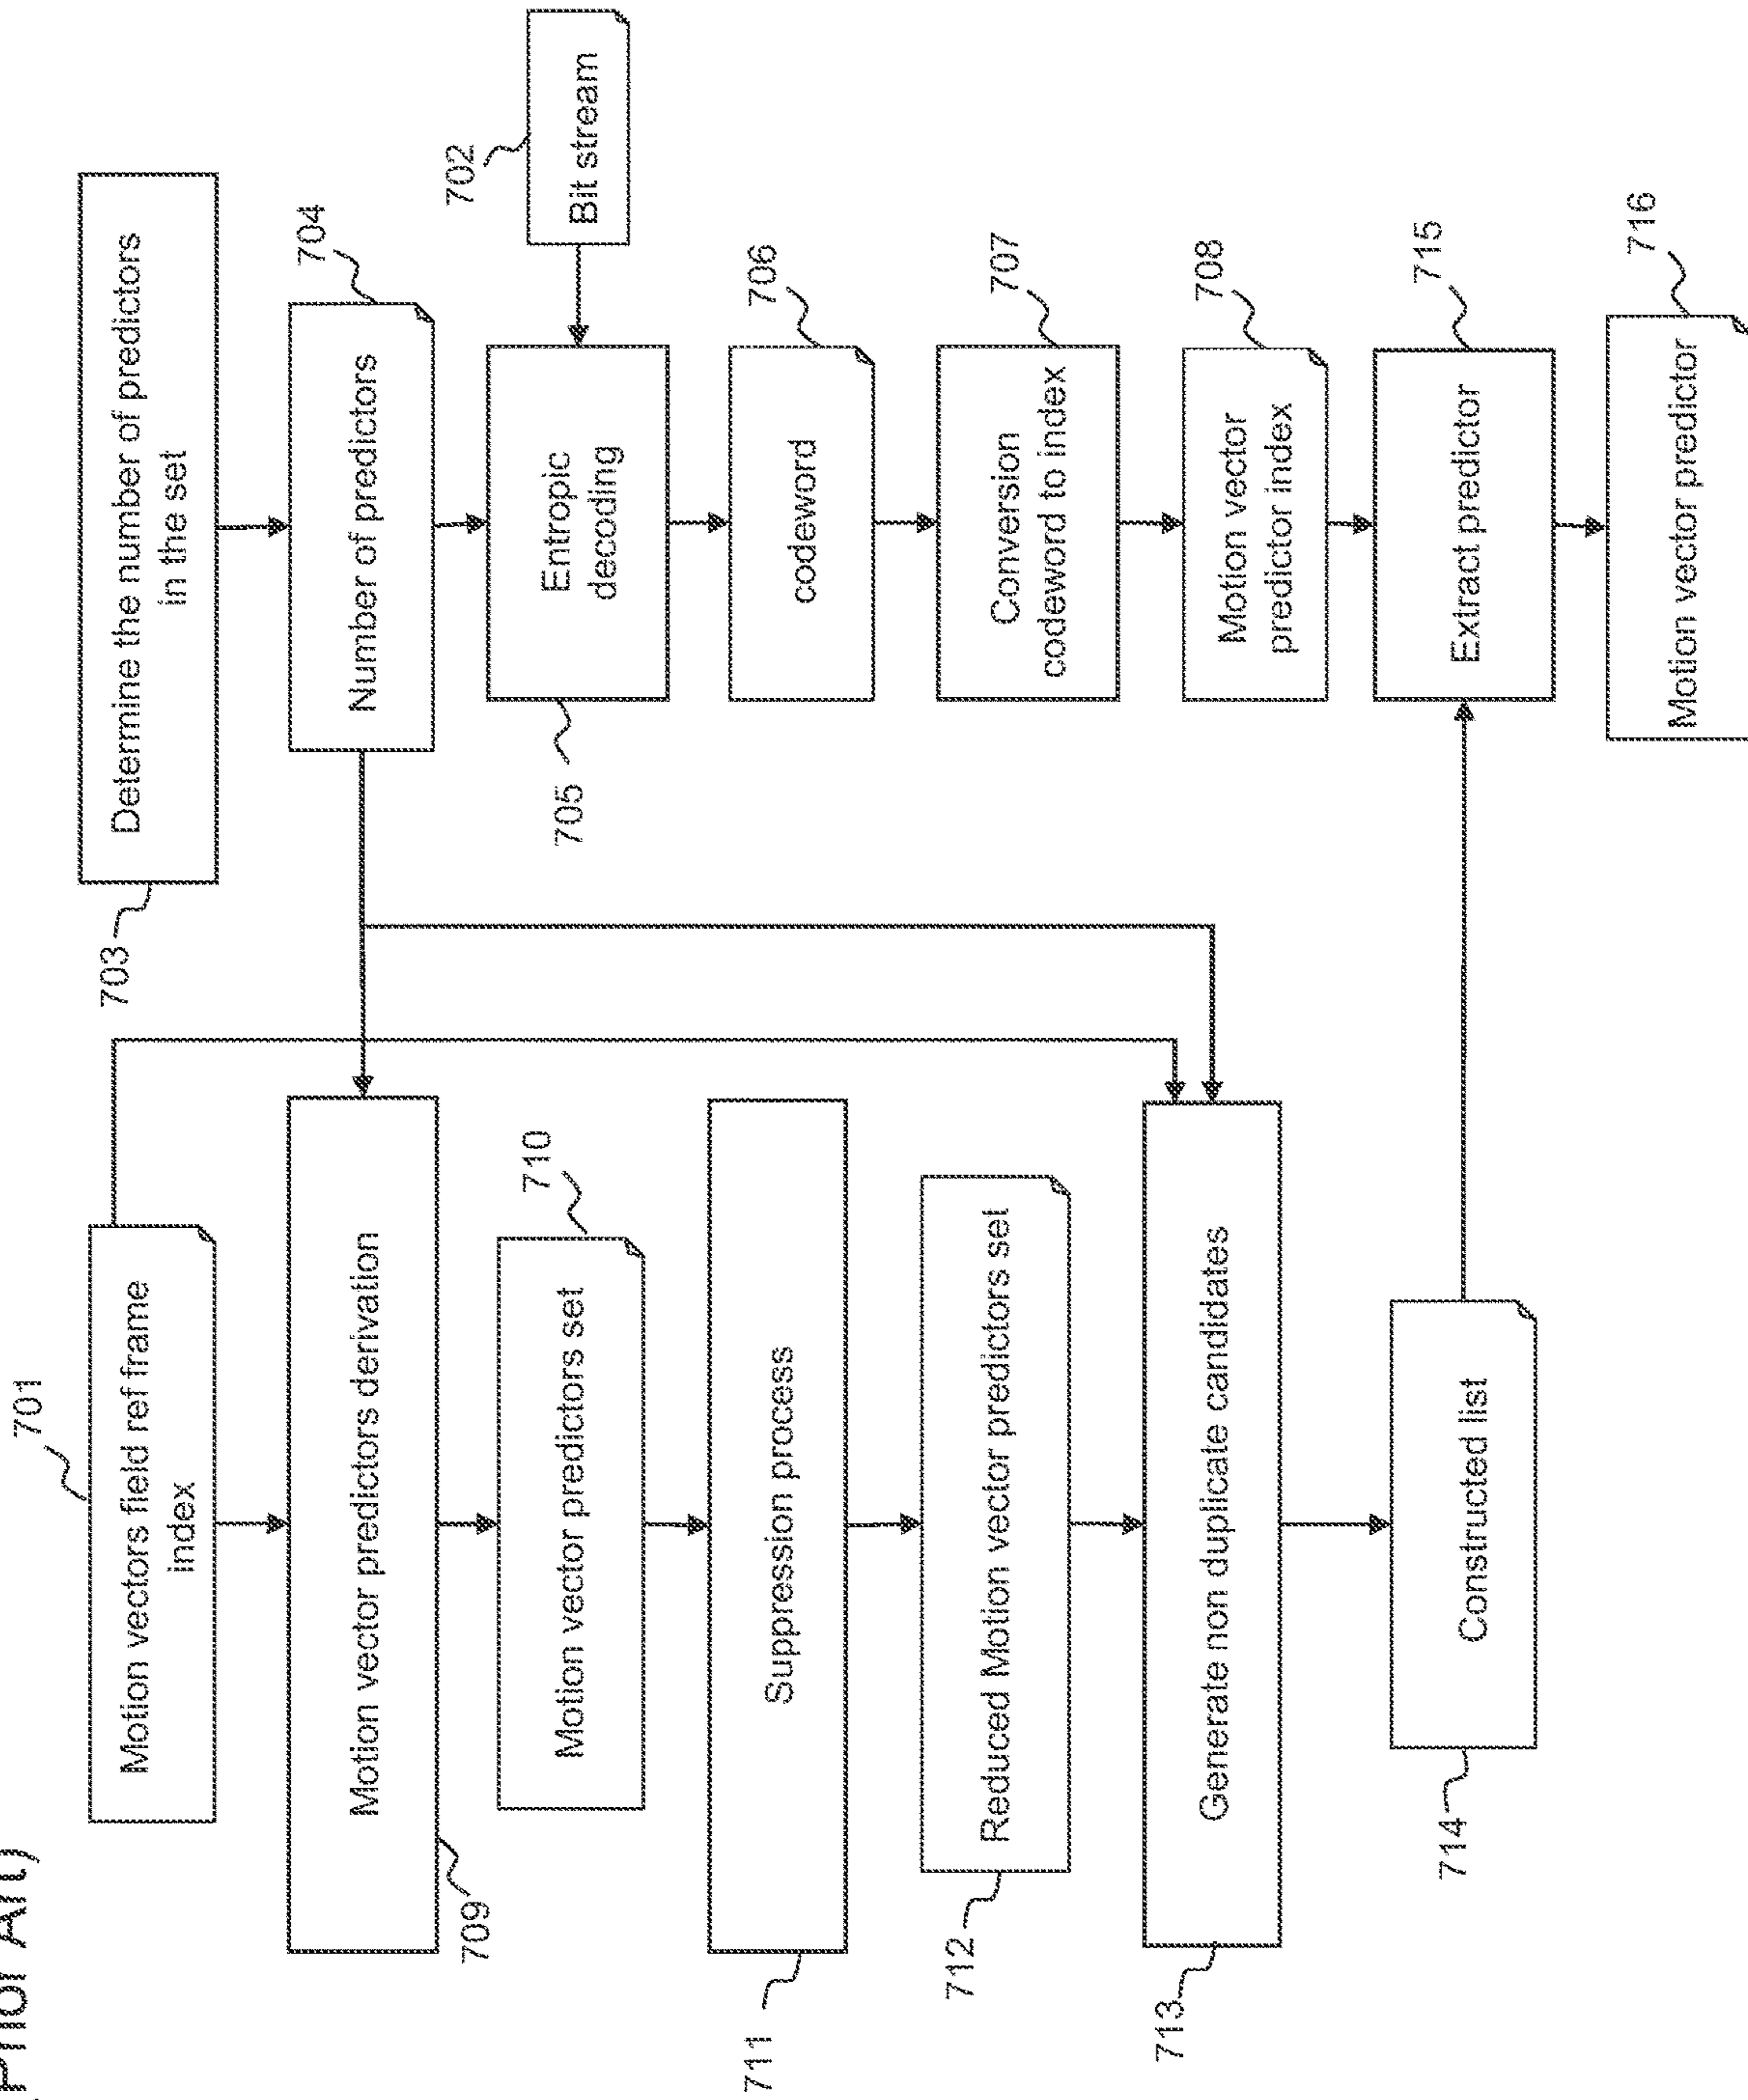 (Prior Art)
701
Motion vectors field ref frame
index
703
Determine the number of predictors
in the set
704
Number of predictors
709
Motion vector predictors derivation
702
Bit stream
705
Entropic
decoding
710
Motion vector predictors set
706
codeword
711
Suppression process
707
Conversion
codeword to index
712
Reduced Motion vector predictors set
708
Motion vector
predictor index
713
Generate non duplicate candidates
715
Extract predictor
714
Constructed list
716
Motion vector predictor